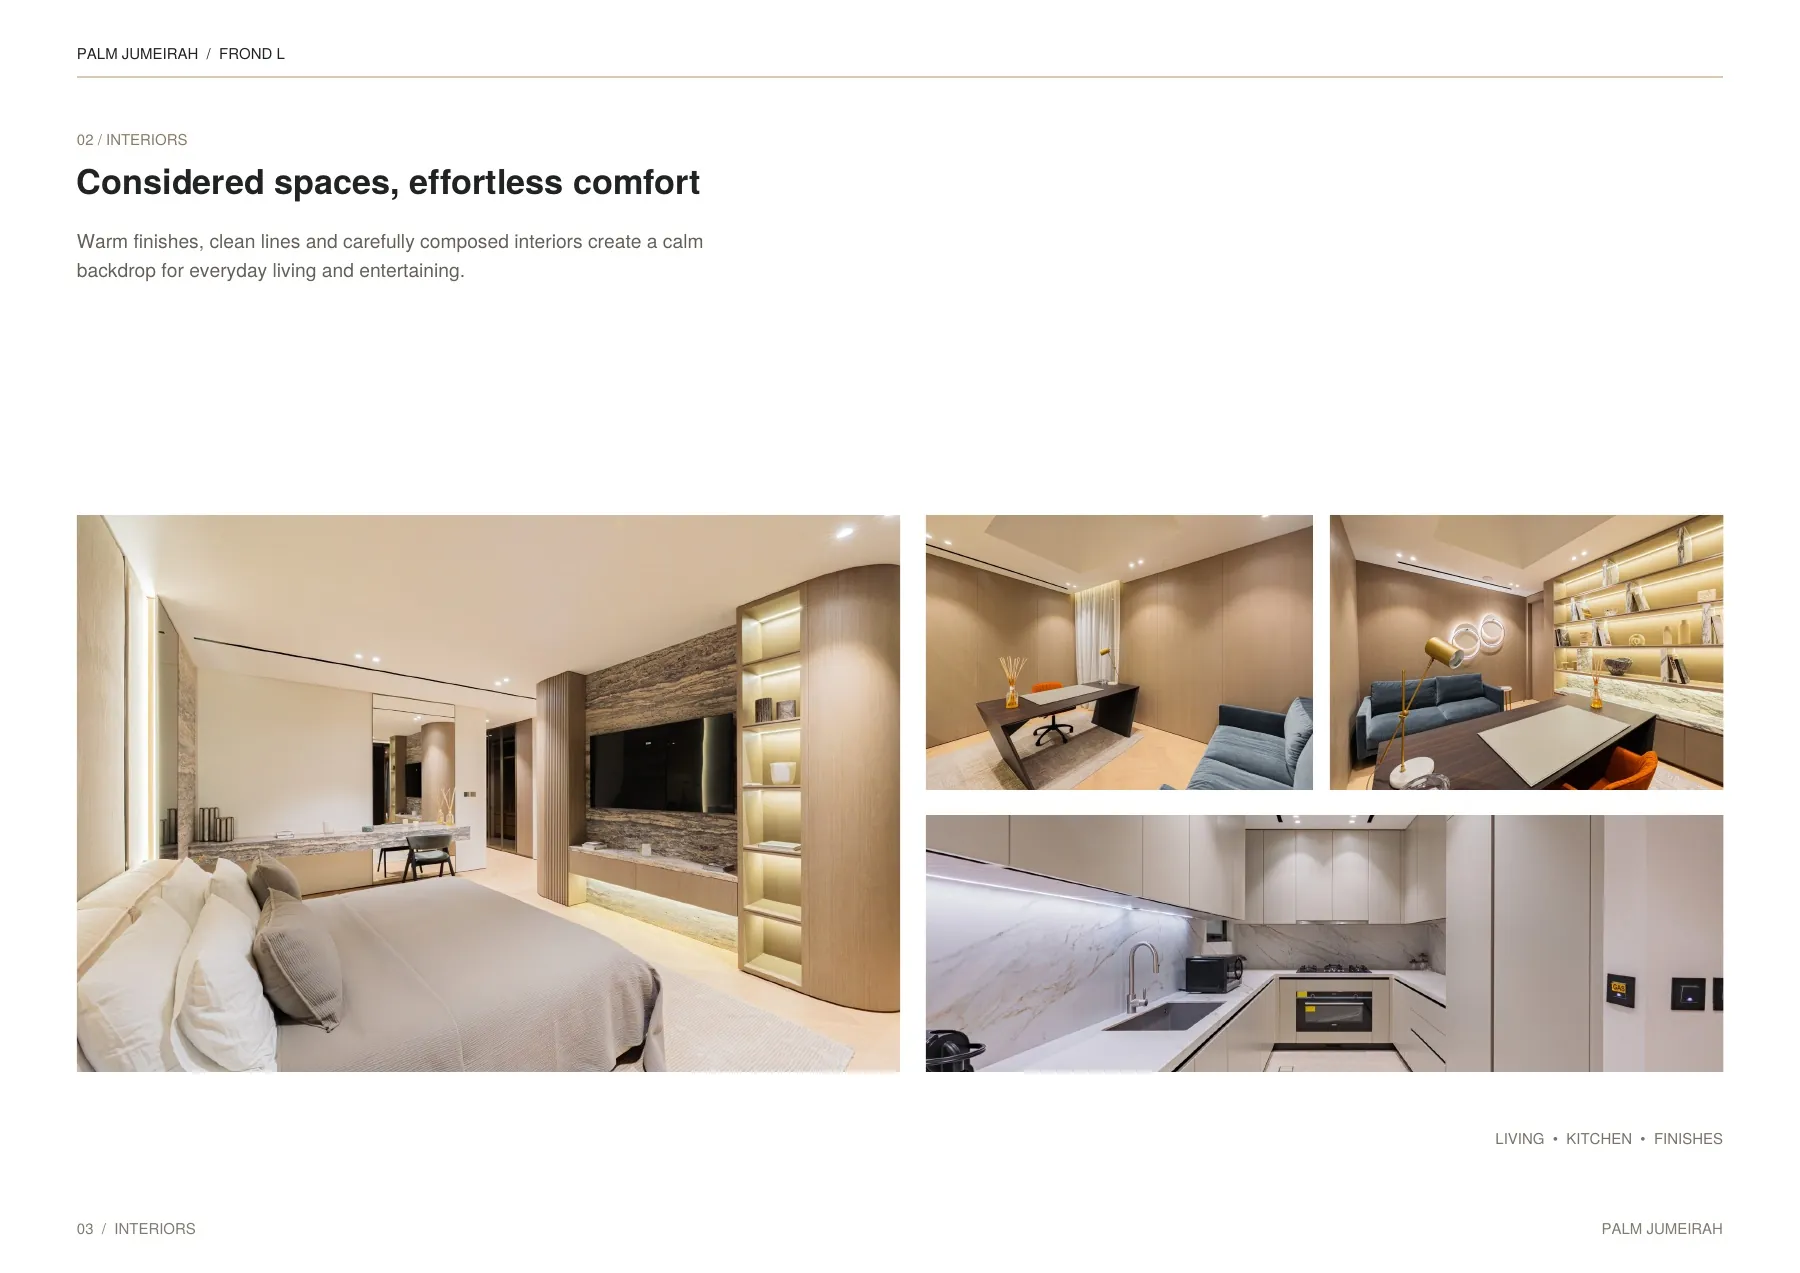 PALM JUMEIRAH / FROND L
02 / INTERIORS
Considered spaces, effortless comfort
Warm finishes, clean lines and carefully composed interiors create a calm
backdrop for everyday living and entertaining.
GAS
LIVING • KITCHEN • FINISHES
03 / INTERIORS
PALM JUMEIRAH